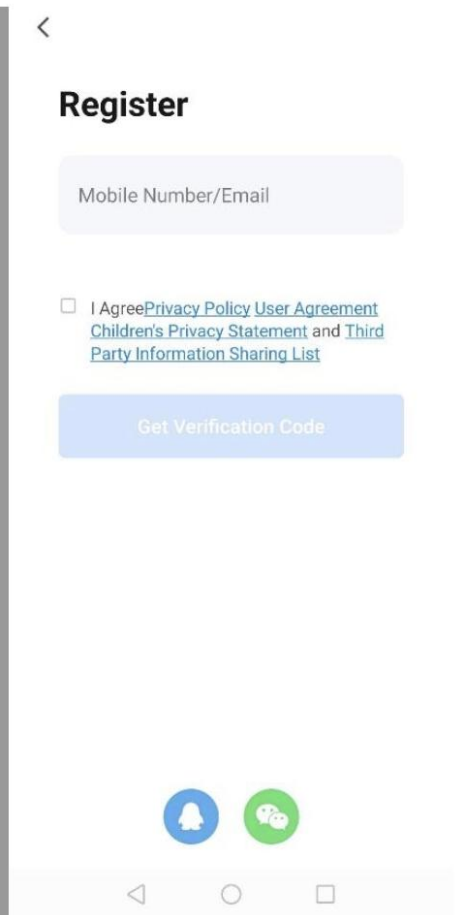 Register
Mobile Number/Email
I AgreePrivacy Policy User Agreement
Children's Privacy Statement and Third
Party Information Sharing List
Get Verification Code